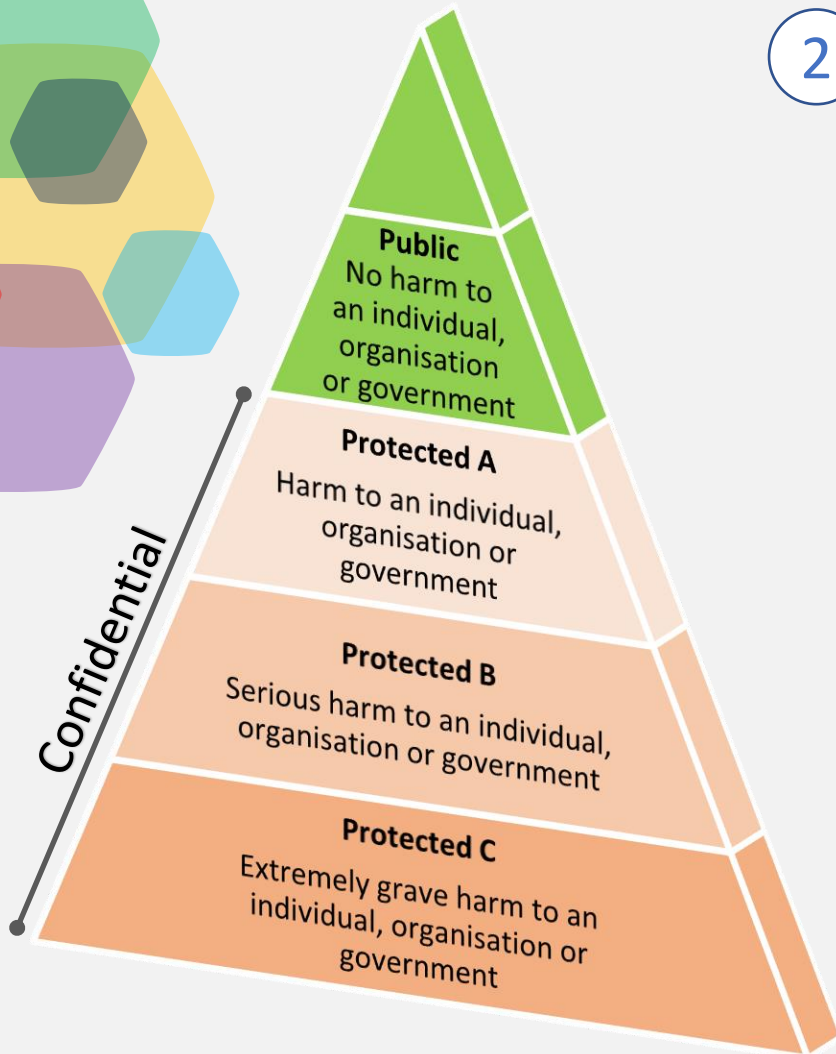 2
Public
No harm to
an individual,
organisation
or government
Confidential
Protected A
Harm to an individual,
organisation or
government
Protected B
Serious harm to an individual,
organisation or government
Protected C
Extremely grave harm to an
individual, organisation or
government